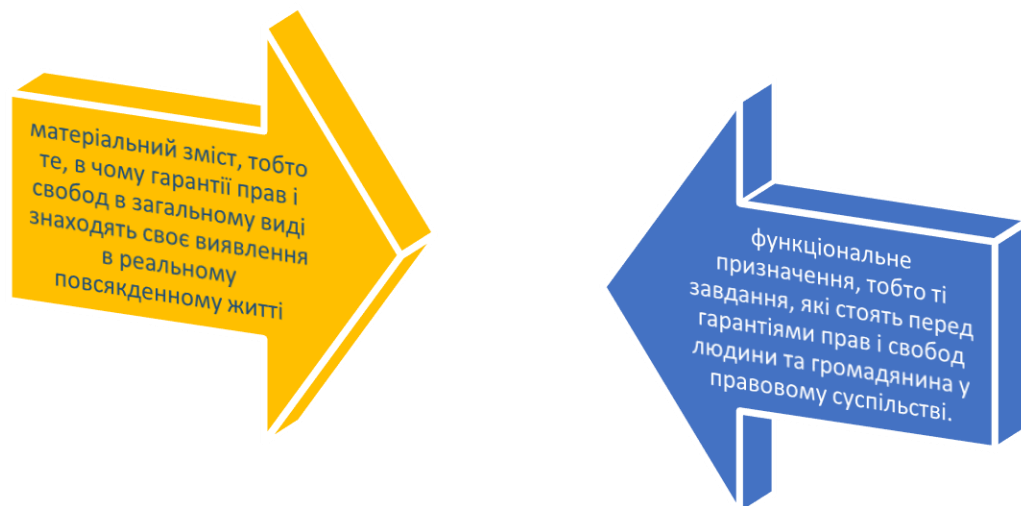 матеріальний зміст, тобто
те, в чому гарантії прав і
свобод в загальному виді
знаходять своє виявлення
в реальному
повсякденному житті
функціональне
призначення, тобто ті
завдання, які стоять перед
гарантіями прав і свобод
людини та громадянина у
правовому суспільстві.